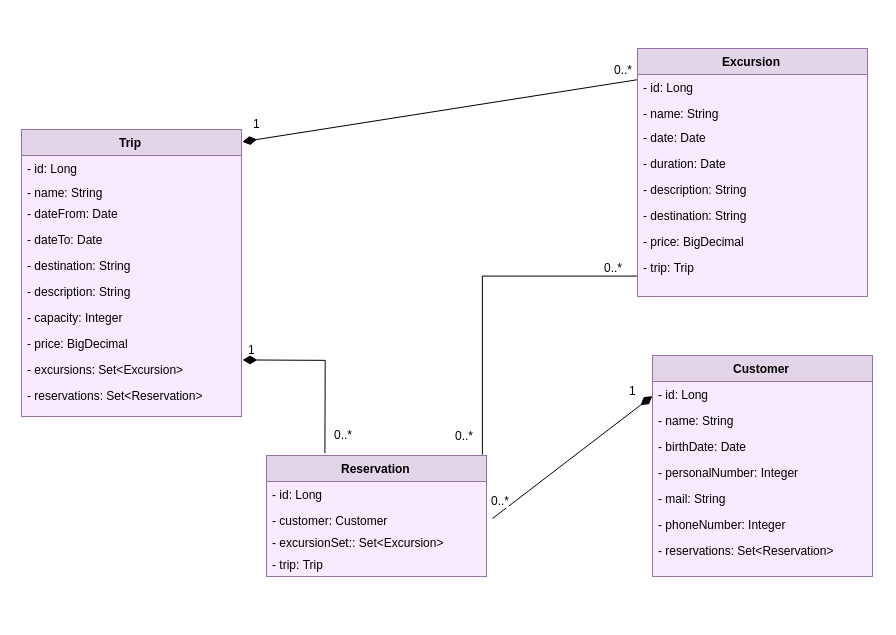 Trip
- id: Long
- name: String
- dateFrom: Date
- dateTo: Date
- destination: String
- description: String
- capacity: Integer
- price: BigDecimal
- excursions: Set<Excursion>
- reservations: Set<Reservation>
1
0..*
Excursion
- id: Long
- name: String
- date: Date
- duration: Date
- description: String
- destination: String
- price: BigDecimal
- trip: Trip
0..*
1
0..*
0..*
Reservation
- id: Long
- customer: Customer
- excursionSet:: Set<Excursion>
- trip: Trip
0..*
1
Customer
- id: Long
- name: String
- birthDate: Date
- personalNumber: Integer
- mail: String
- phoneNumber: Integer
- reservations: Set<Reservation>